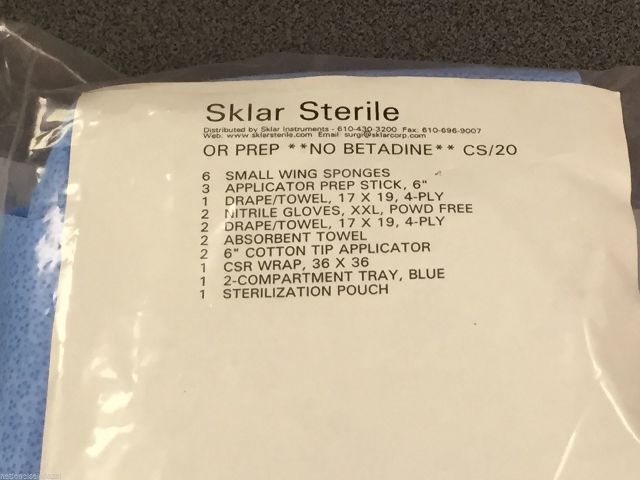 Sklar Sterile
Distributed by Sklar Instruments - 610-430-3200 Fax: 610-696-9007
Web: www.sklarsterile.com Email surgi@sklarcorp.com
OR PREP **NO BETADINE** CS/20
6 SMALL WING SPONGES
3 APPLICATOR PREP STICK, 6"
1 DRAPE/TOWEL, 17 X 19, 4-PLY
2 NITRILE GLOVES, XXL, POWD FREE
2 DRAPE/TOWEL, 17 X 19, 4-PLY
2 ABSORBENT TOWEL
2 6" COTTON TIP APPLICATOR
1 CSR WRAP, 36 X 36
1 2-COMPARTMENT TRAY, BLUE
1 STERILIZATION POUCH